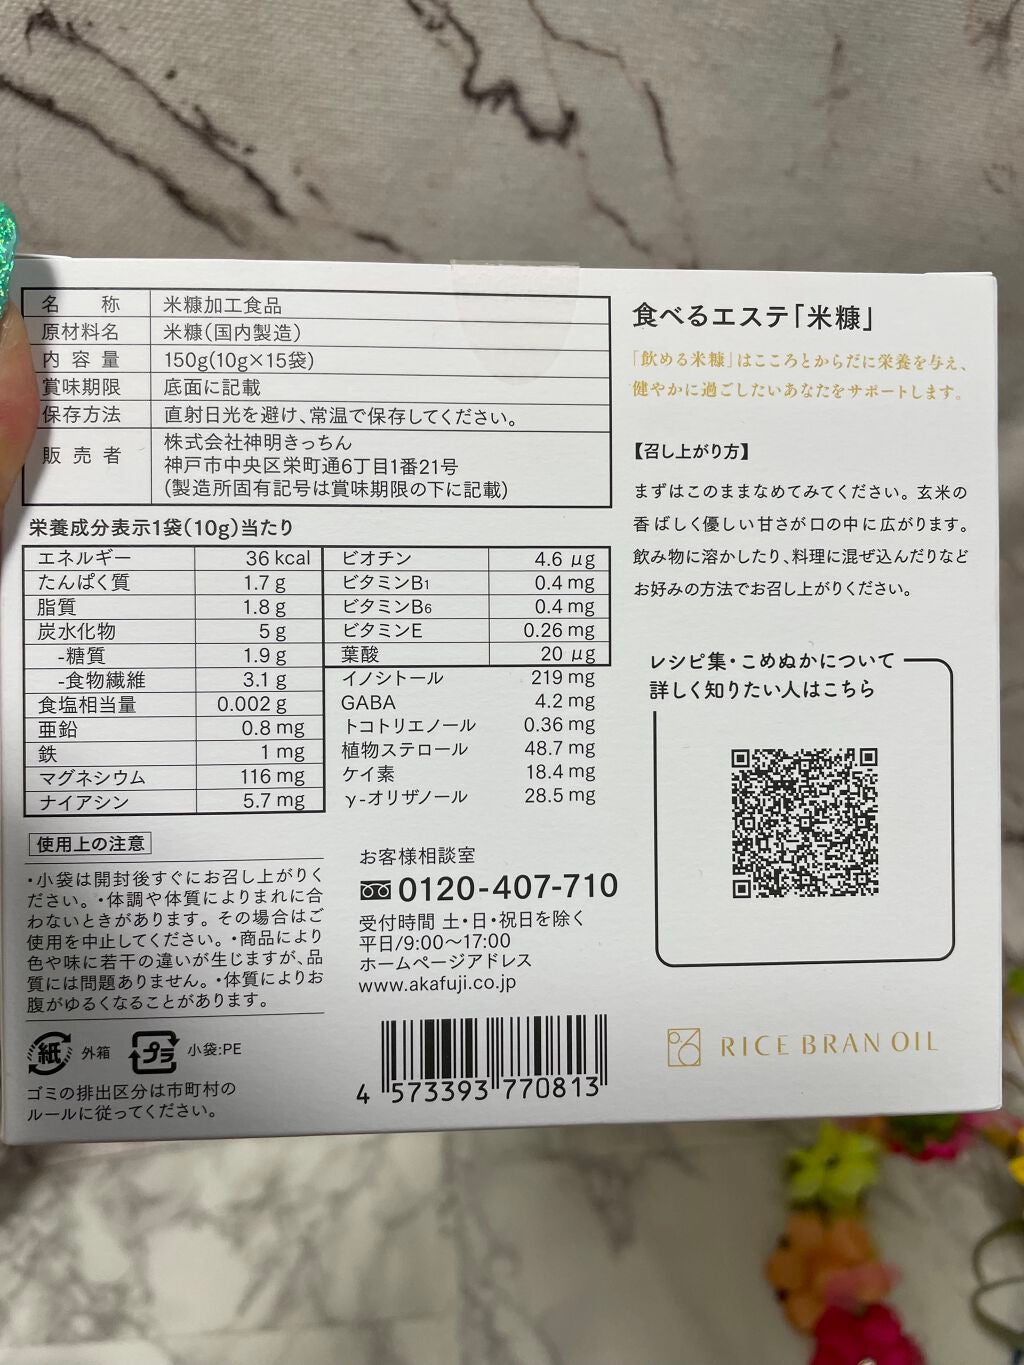 名称 米糠加工食品
原材料名 米糠(国内製造)
内容量 150g(10g×15袋)
賞味期限 底面に記載
保存方法 直射日光を避け、常温で保存してください。
販売者 株式会社神明きっちん
神戸市中央区栄町通6丁目1番21号
(製造所固有記号は賞味期限の下に記載)
栄養成分表示1袋(10g)当たり
エネルギー 36 kcal
たんぱく質 1.7 g
脂質 1.8 g
炭水化物 5 g
-糖質 1.9 g
-食物繊維 3.1 g
食塩相当量 0.002 g
亜鉛 0.8 mg
鉄 1 mg
マグネシウム 116 mg
ナイアシン 5.7 mg
ビオチン 4.6 μg
ビタミンB1 0.4 mg
ビタミンB6 0.4 mg
ビタミンE 0.26 mg
葉酸 20 μg
イノシトール 219 mg
GABA 4.2 mg
トコトリエノール 0.36 mg
植物ステロール 48.7 mg
ケイ素 18.4 mg
γ-オリザノール 28.5 mg
使用上の注意
・小袋は開封後すぐにお召し上がりく
ださい。・体調や体質によりまれに合
わないときがあります。その場合はご
使用を中止してください。・商品により
色や味に若干の違いが生じますが、品
質には問題ありません。・体質によりお
腹がゆるくなることがあります。
紙 外箱 プラ 小袋:PE
ゴミの排出区分は市町村の
ルールに従ってください。
お客様相談室
0120-407-710
受付時間 土・日・祝日を除く
平日/9:00～17:00
ホームページアドレス
www.akafuji.co.jp
4 573393 770813
食べるエステ「米糠」
「飲める米糠」はこころとからだに栄養を与え、
健やかに過ごしたいあなたをサポートします。
【召し上がり方】
まずはこのままなめてみてください。玄米の
香ばしく優しい甘さが口の中に広がります。
飲み物に溶かしたり、料理に混ぜ込んだりなど
お好みの方法でお召し上がりください。
レシピ集・こめぬかについて
詳しく知りたい人はこちら
RICE BRAN OIL